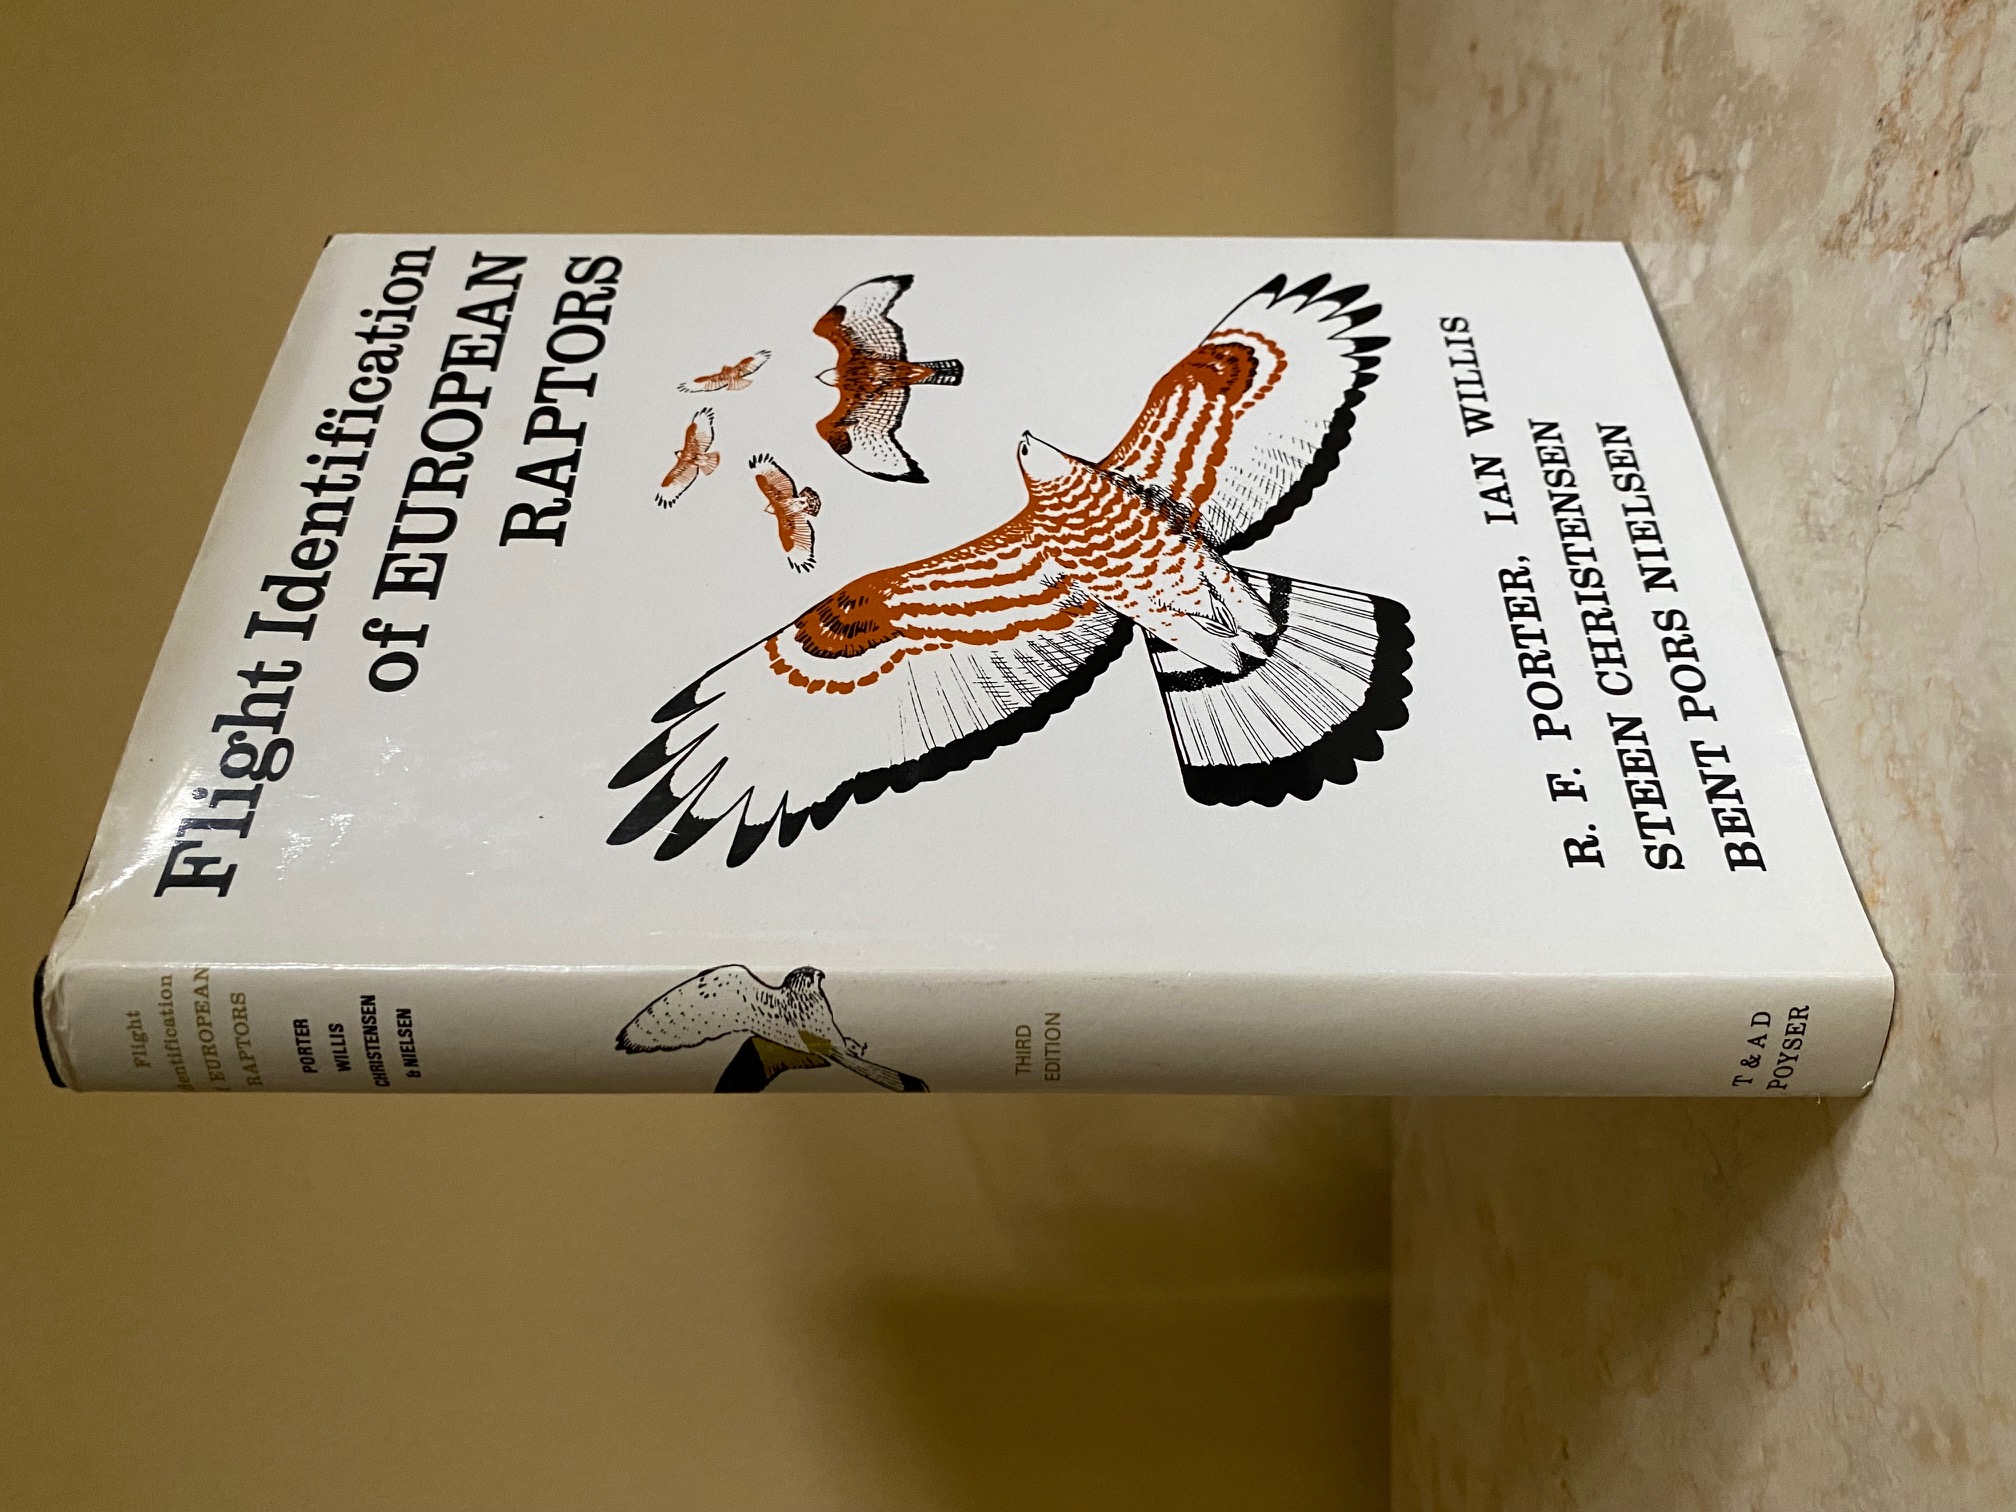 Flight Identification
of EUROPEAN
RAPTORS
R. F. PORTER, IAN WILLIS
STEEN CHRISTENSEN
BENT PORS NIELSEN
Flight
dentification
EUROPEAN
RAPTORS
PORTER
WILLIS
CHRISTENSEN
& NIELSEN
THIRD
EDITION
T & A D
POYSER